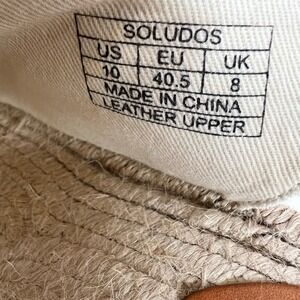 SOLUDOS
US EU UK
10 40.5 8
MADE IN CHINA
LEATHER UPPER